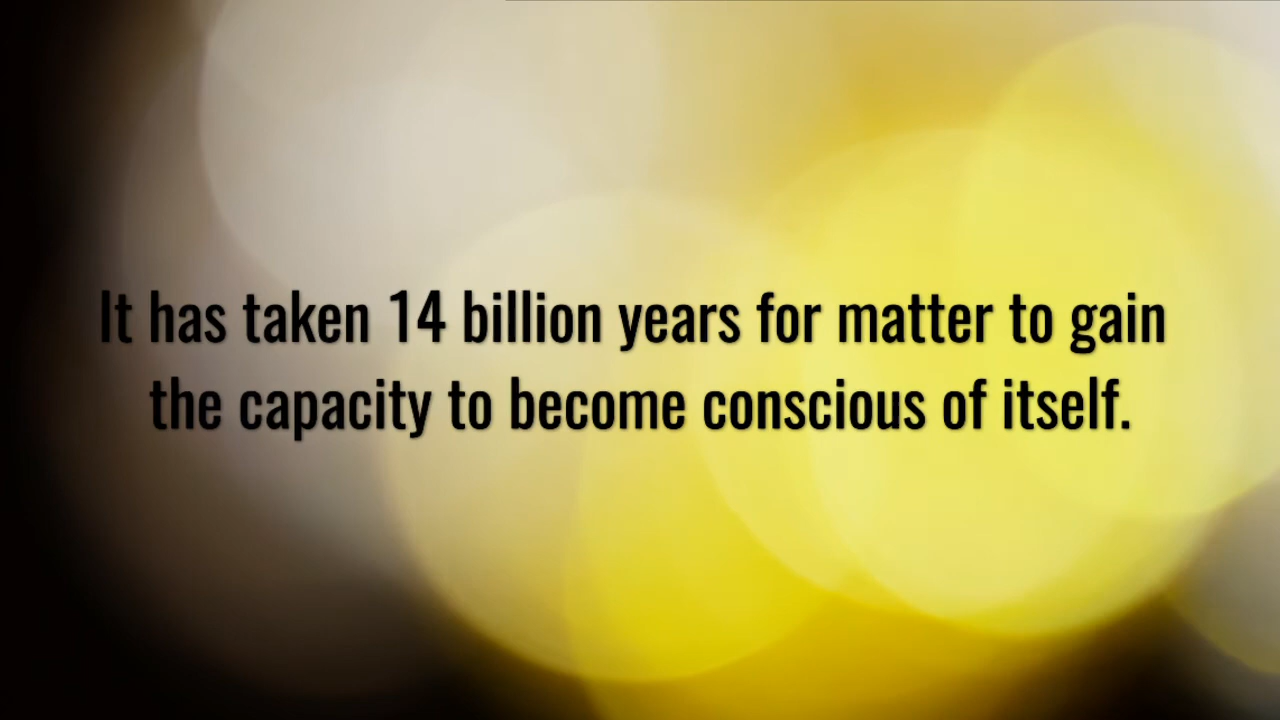 It has taken 14 billion years for matter to gain
the capacity to become conscious of itself.